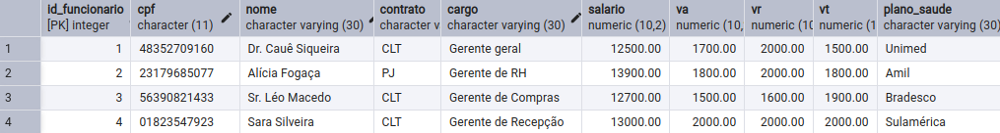 id_funcionario cpf nome contrato cargo salario va vr vt plano_saude
[PK] integer character (11) character varying (30) character v character varying (30) numeric (10,2) numeric (10, numeric (10, numeric (10 character varying (30)
1 1 48352709160 Dr. Cauê Siqueira CLT Gerente geral 12500.00 1700.00 2000.00 1500.00 Unimed
2 2 23179685077 Alícia Fogaça PJ Gerente de RH 13900.00 1800.00 2000.00 1800.00 Amil
3 3 56390821433 Sr. Léo Macedo CLT Gerente de Compras 12700.00 1500.00 1600.00 1900.00 Bradesco
4 4 01823547923 Sara Silveira CLT Gerente de Recepção 13000.00 2000.00 2000.00 2000.00 Sulamérica